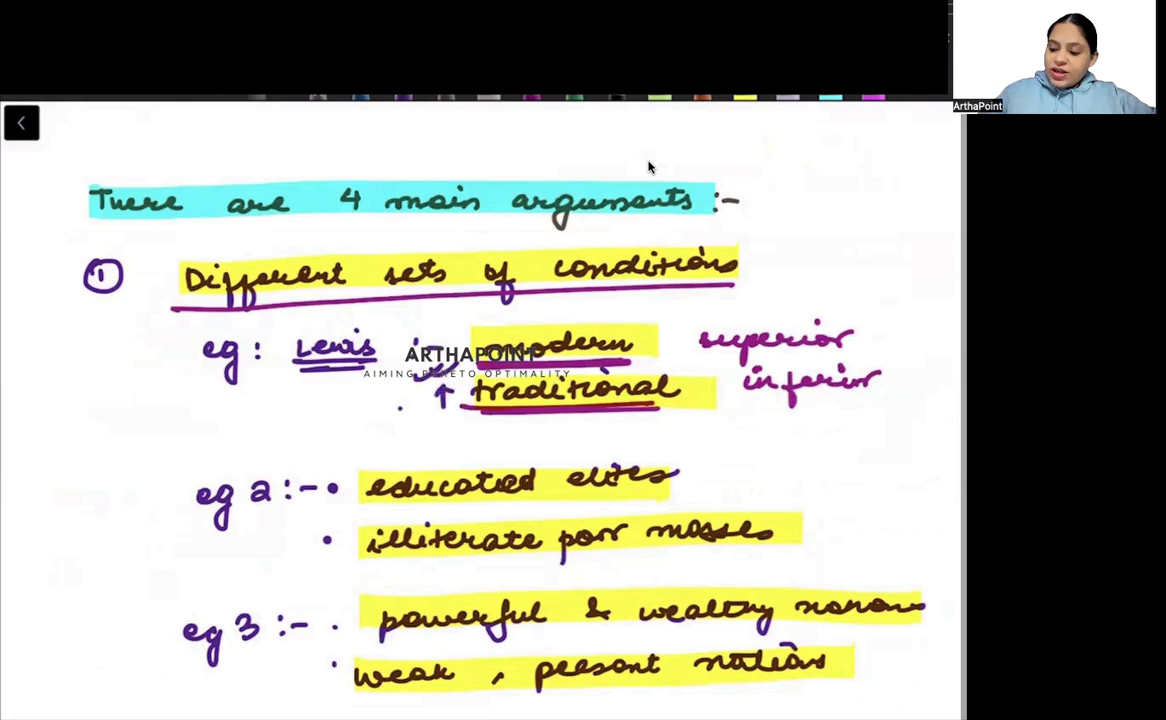 ArthaPoint
There are 4 main arguments :-
① Different sets of conditions
eg : Lewis :- modern superior
ARTHAPOINT
AIMING PARETO OPTIMALITY
traditional inferior
eg 2 :- • educated elites
• illiterate poor masses
eg 3 :- • powerful & wealthy
• weak , peasant nations